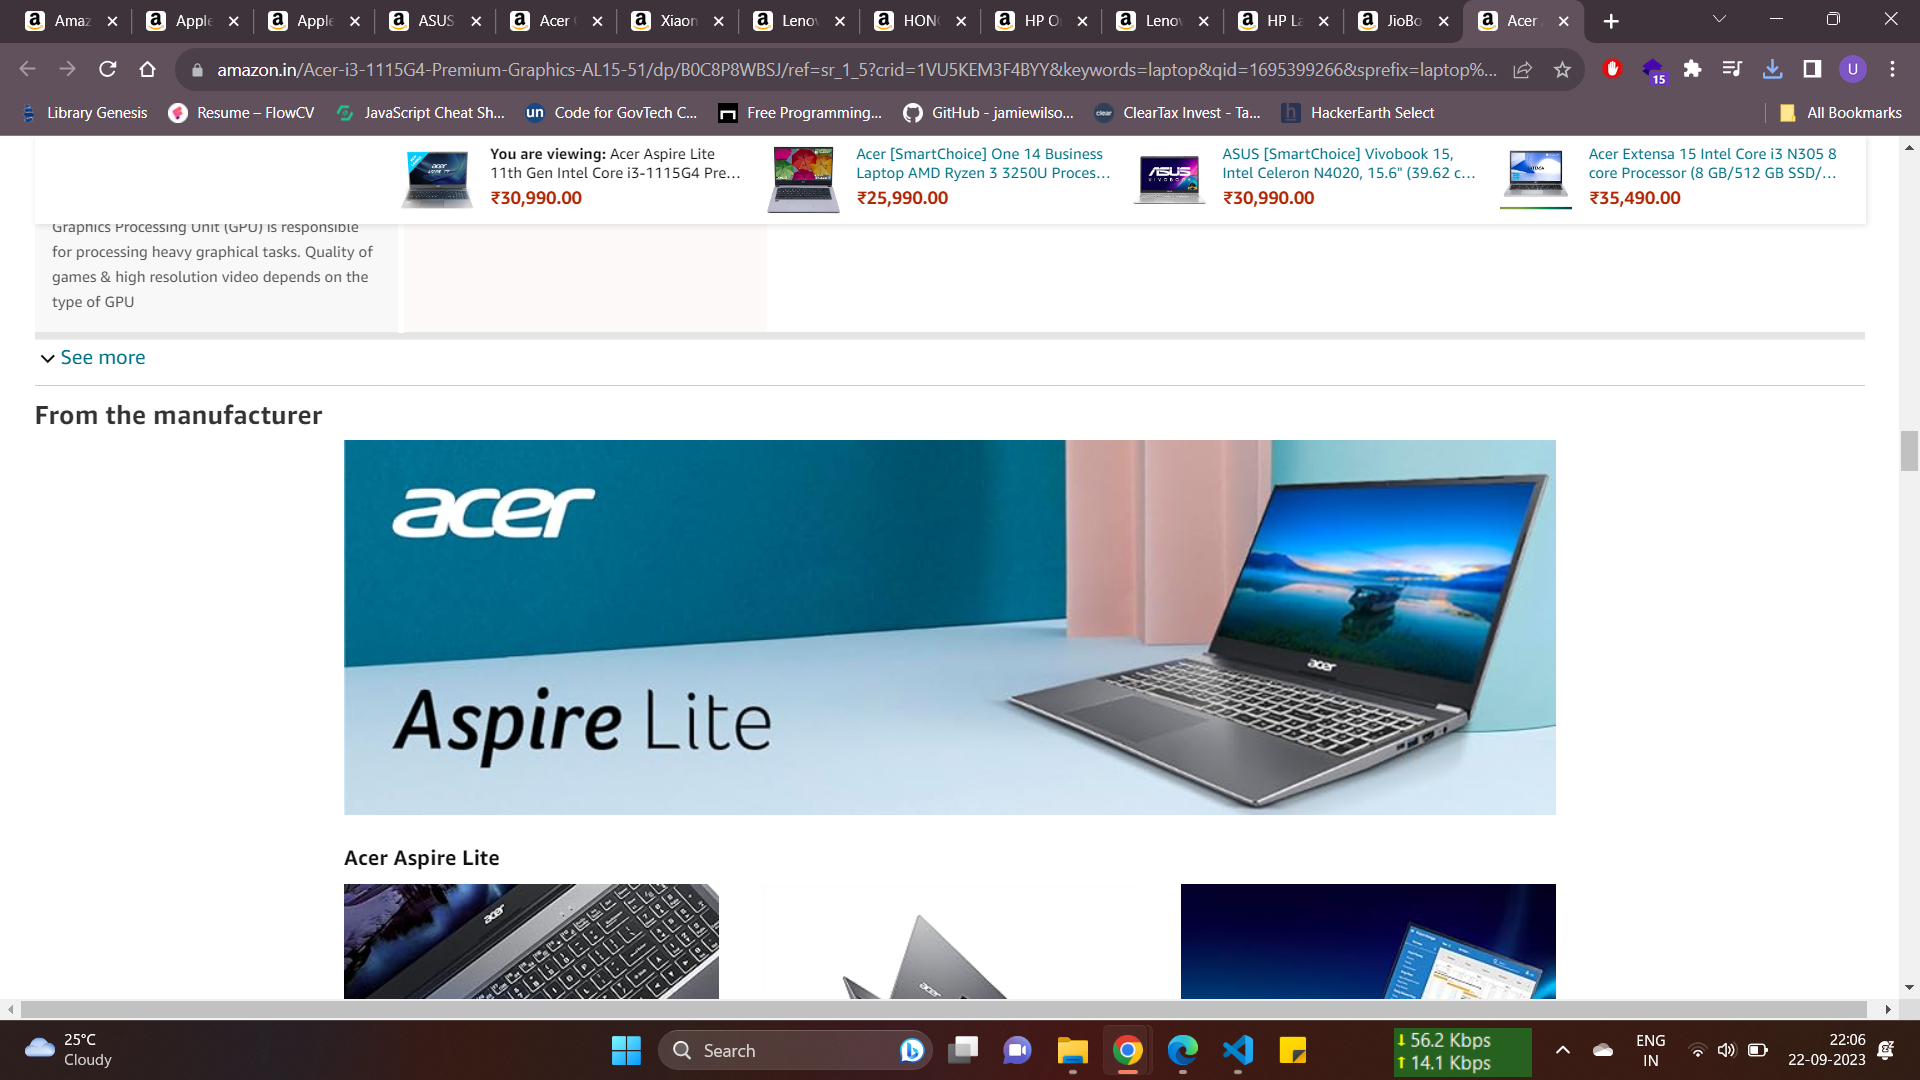 Amaz
Apple
Apple
ASUS
Acer
Xiaom
Lenov
HONO
HP O
Lenov
HP La
JioBo
Acer
amazon.in/Acer-i3-1115G4-Premium-Graphics-AL15-51/dp/B0C8P8WBSJ/ref=sr_1_5?crid=1VU5KEM3F4BYY&keywords=laptop&qid=1695399266&sprefix=laptop%...
15
U
Library Genesis
Resume – FlowCV
JavaScript Cheat Sh...
un
Code for GovTech C...
Free Programming...
GitHub - jamiewilso...
clear
ClearTax Invest - Ta...
h
HackerEarth Select
All Bookmarks
You are viewing: Acer Aspire Lite
11th Gen Intel Core i3-1115G4 Pre...
₹30,990.00
Acer [SmartChoice] One 14 Business
Laptop AMD Ryzen 3 3250U Proces...
₹25,990.00
ASUS
ASUS [SmartChoice] Vivobook 15,
Intel Celeron N4020, 15.6" (39.62 c...
₹30,990.00
Acer Extensa 15 Intel Core i3 N305 8
core Processor (8 GB/512 GB SSD/...
₹35,490.00
Graphics Processing Unit (GPU) is responsible
for processing heavy graphical tasks. Quality of
games & high resolution video depends on the
type of GPU
See more
From the manufacturer
acer
acer
Aspire Lite
Acer Aspire Lite
acer
acer
25°C
Cloudy
Search
56.2 Kbps
14.1 Kbps
ENG
IN
22:06
22-09-2023